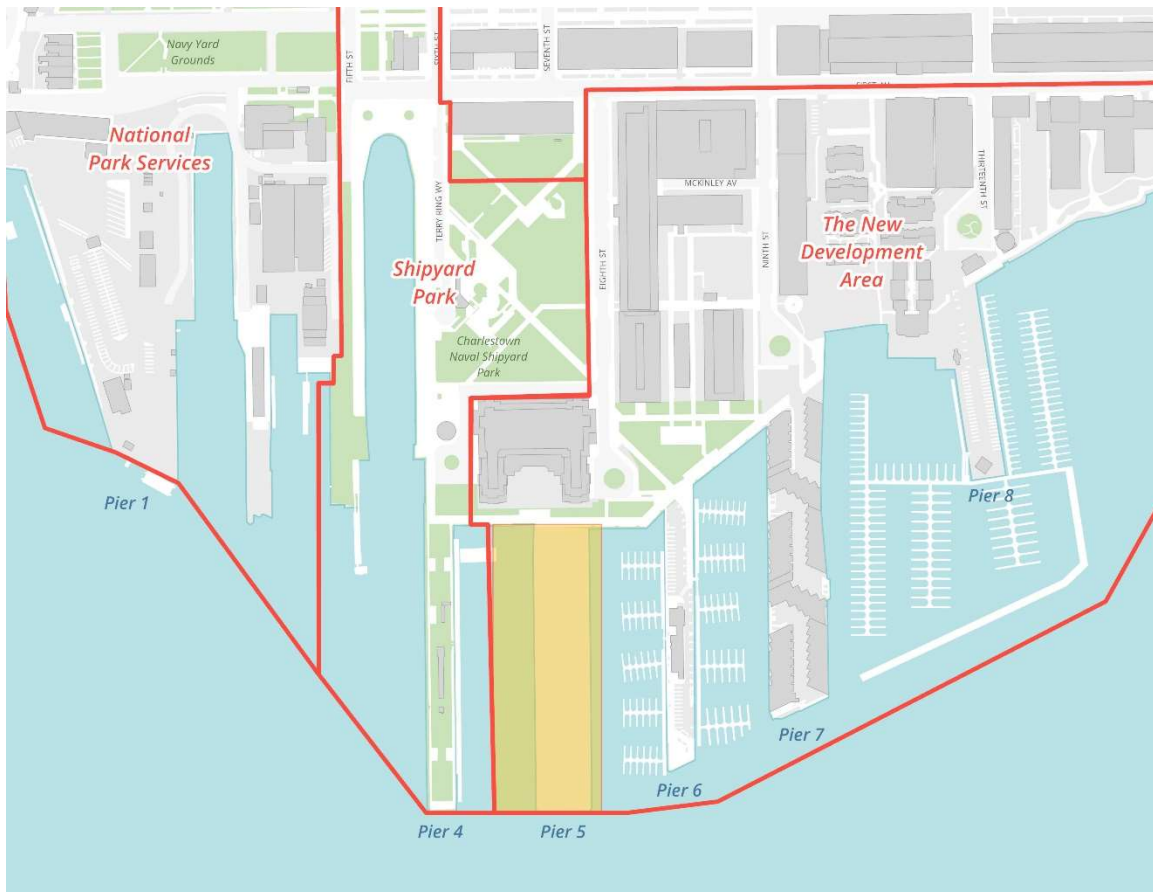 Navy Yard
Grounds
FIFTH ST
SIXTH ST
SEVENTH ST
FIRST AV
National
Park Services
TERRY RING WY
MCKINLEY AV
THIRTEENTH ST
Shipyard
Park
EIGHTH ST
NINTH ST
The New
Development
Area
Charlestown
Naval Shipyard
Park
Pier 1
Pier 8
Pier 7
Pier 6
Pier 4
Pier 5